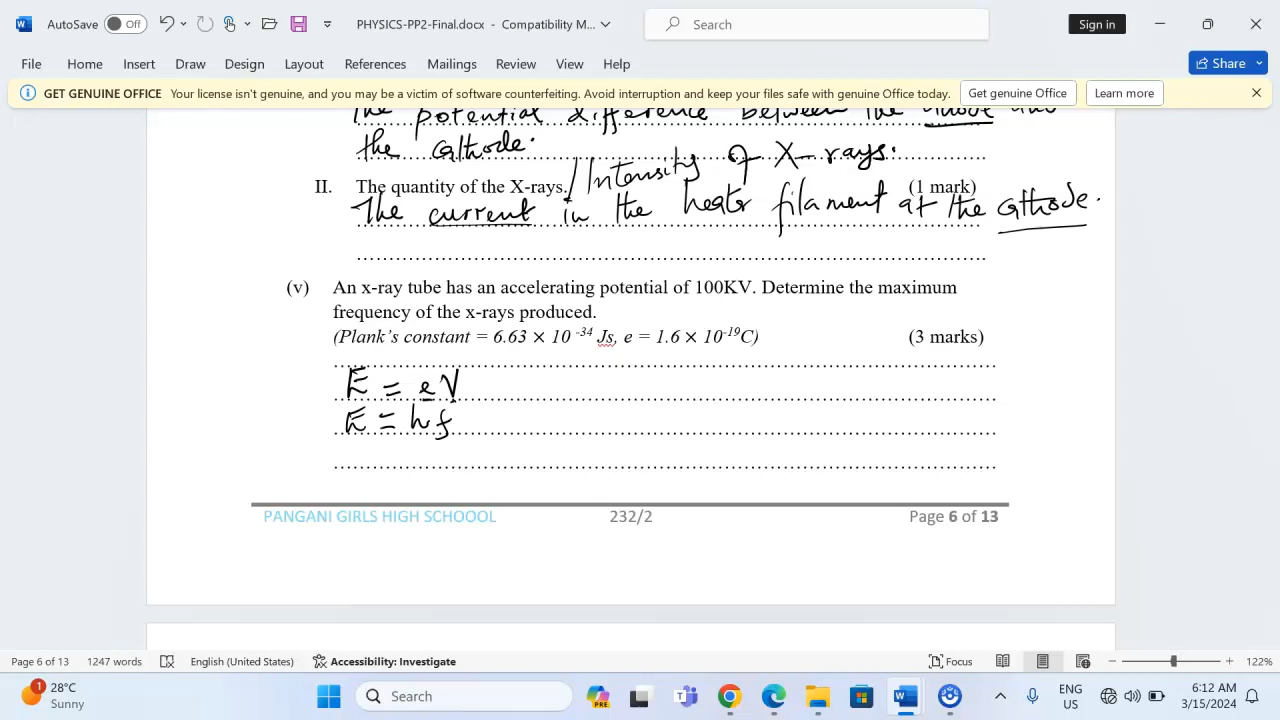 AutoSave Off PHYSICS-PP2-Final.docx - Compatibility M... Search Sign in
File Home Insert Draw Design Layout References Mailings Review View Help Share
GET GENUINE OFFICE Your license isn't genuine, and you may be a victim of software counterfeiting. Avoid interruption and keep your files safe with genuine Office today. Get genuine Office Learn more
The potential difference between the anode and
the cathode.
II. The quantity of the X-rays. / Intensity of X-rays. (1 mark)
The current in the heater filament at the cathode.
(v) An x-ray tube has an accelerating potential of 100KV. Determine the maximum
frequency of the x-rays produced.
(Plank's constant = 6.63 × 10 -34 Js, e = 1.6 × 10-19C) (3 marks)
E = eV
E = hf
PANGANI GIRLS HIGH SCHOOOL 232/2 Page 6 of 13
Page 6 of 13 1247 words English (United States) Accessibility: Investigate Focus 122%
1 28°C
Sunny
Search
PRE
ENG
US
6:12 AM
3/15/2024